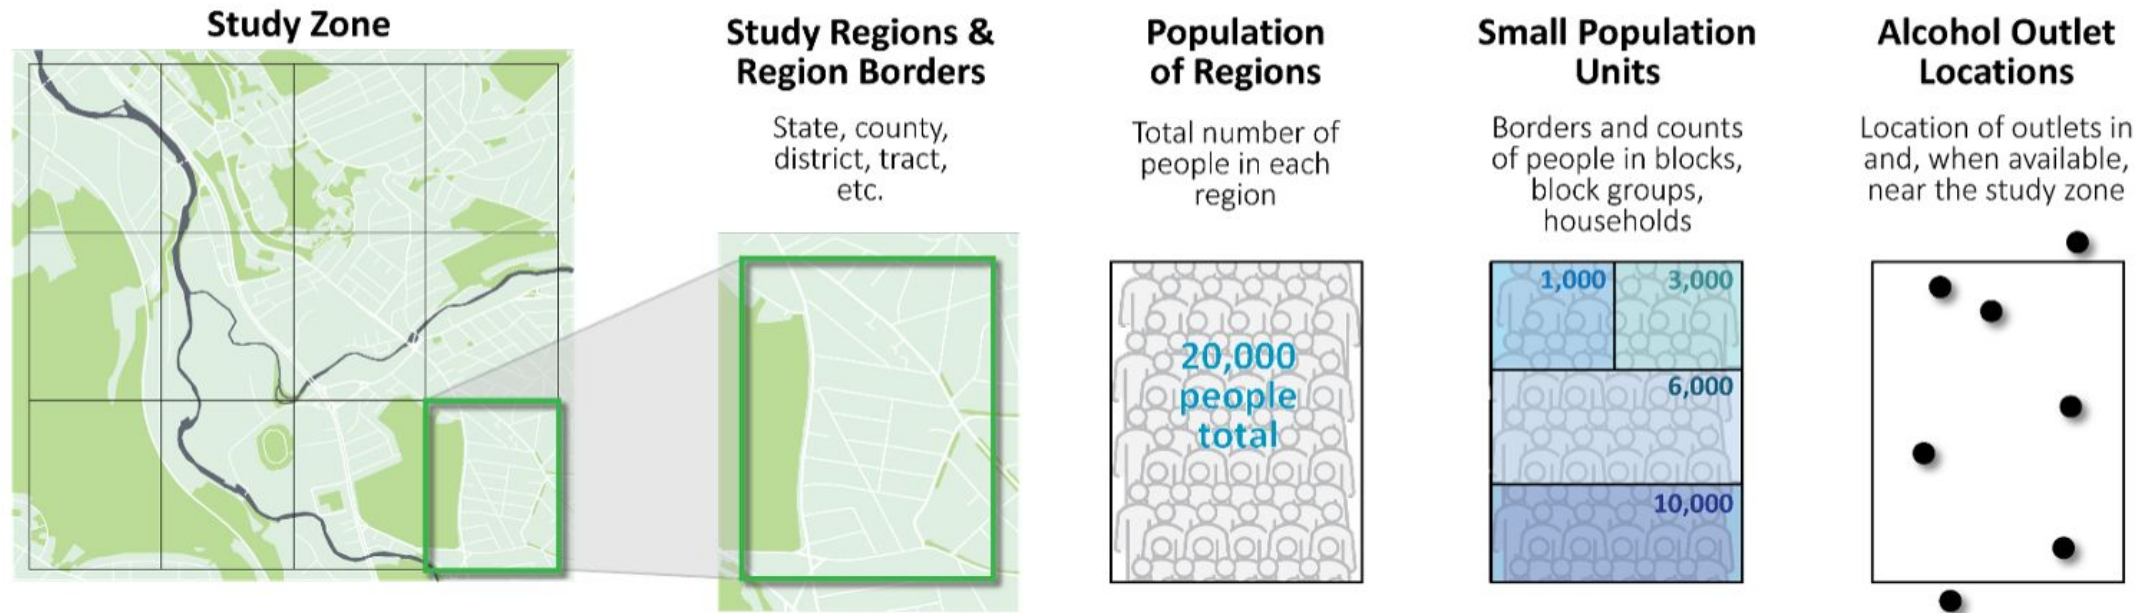 Study Zone
Study Regions &
Region Borders
State, county,
district, tract,
etc.
Population
of Regions
Total number of
people in each
region
20,000
people
total
Small Population
Units
Borders and counts
of people in blocks,
block groups,
households
1,000
3,000
6,000
10,000
Alcohol Outlet
Locations
Location of outlets in
and, when available,
near the study zone